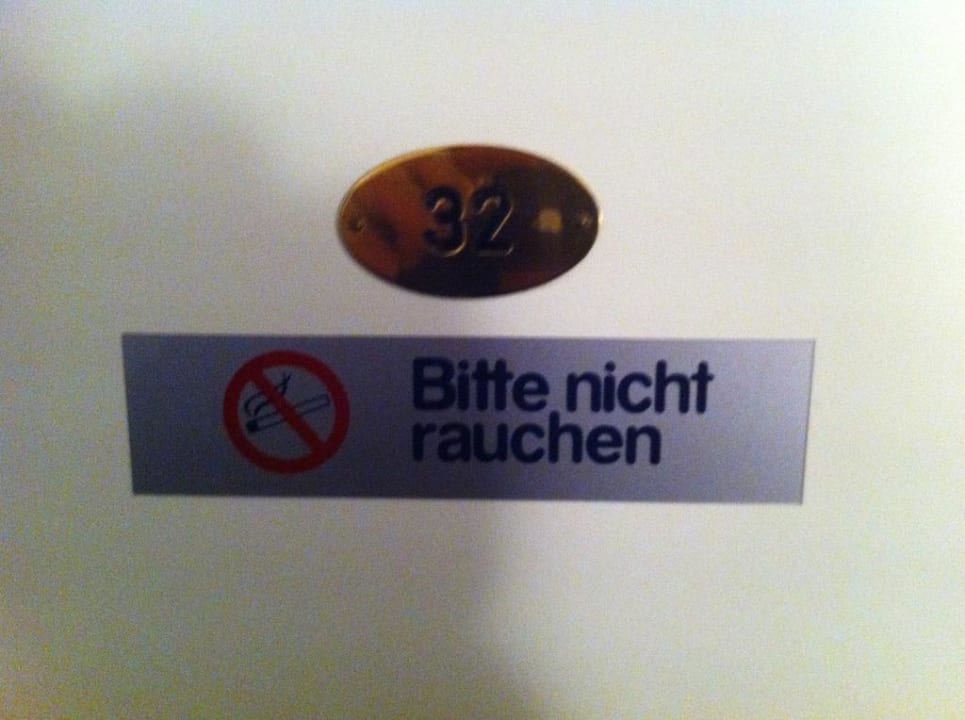 32
Bitte nicht
rauchen